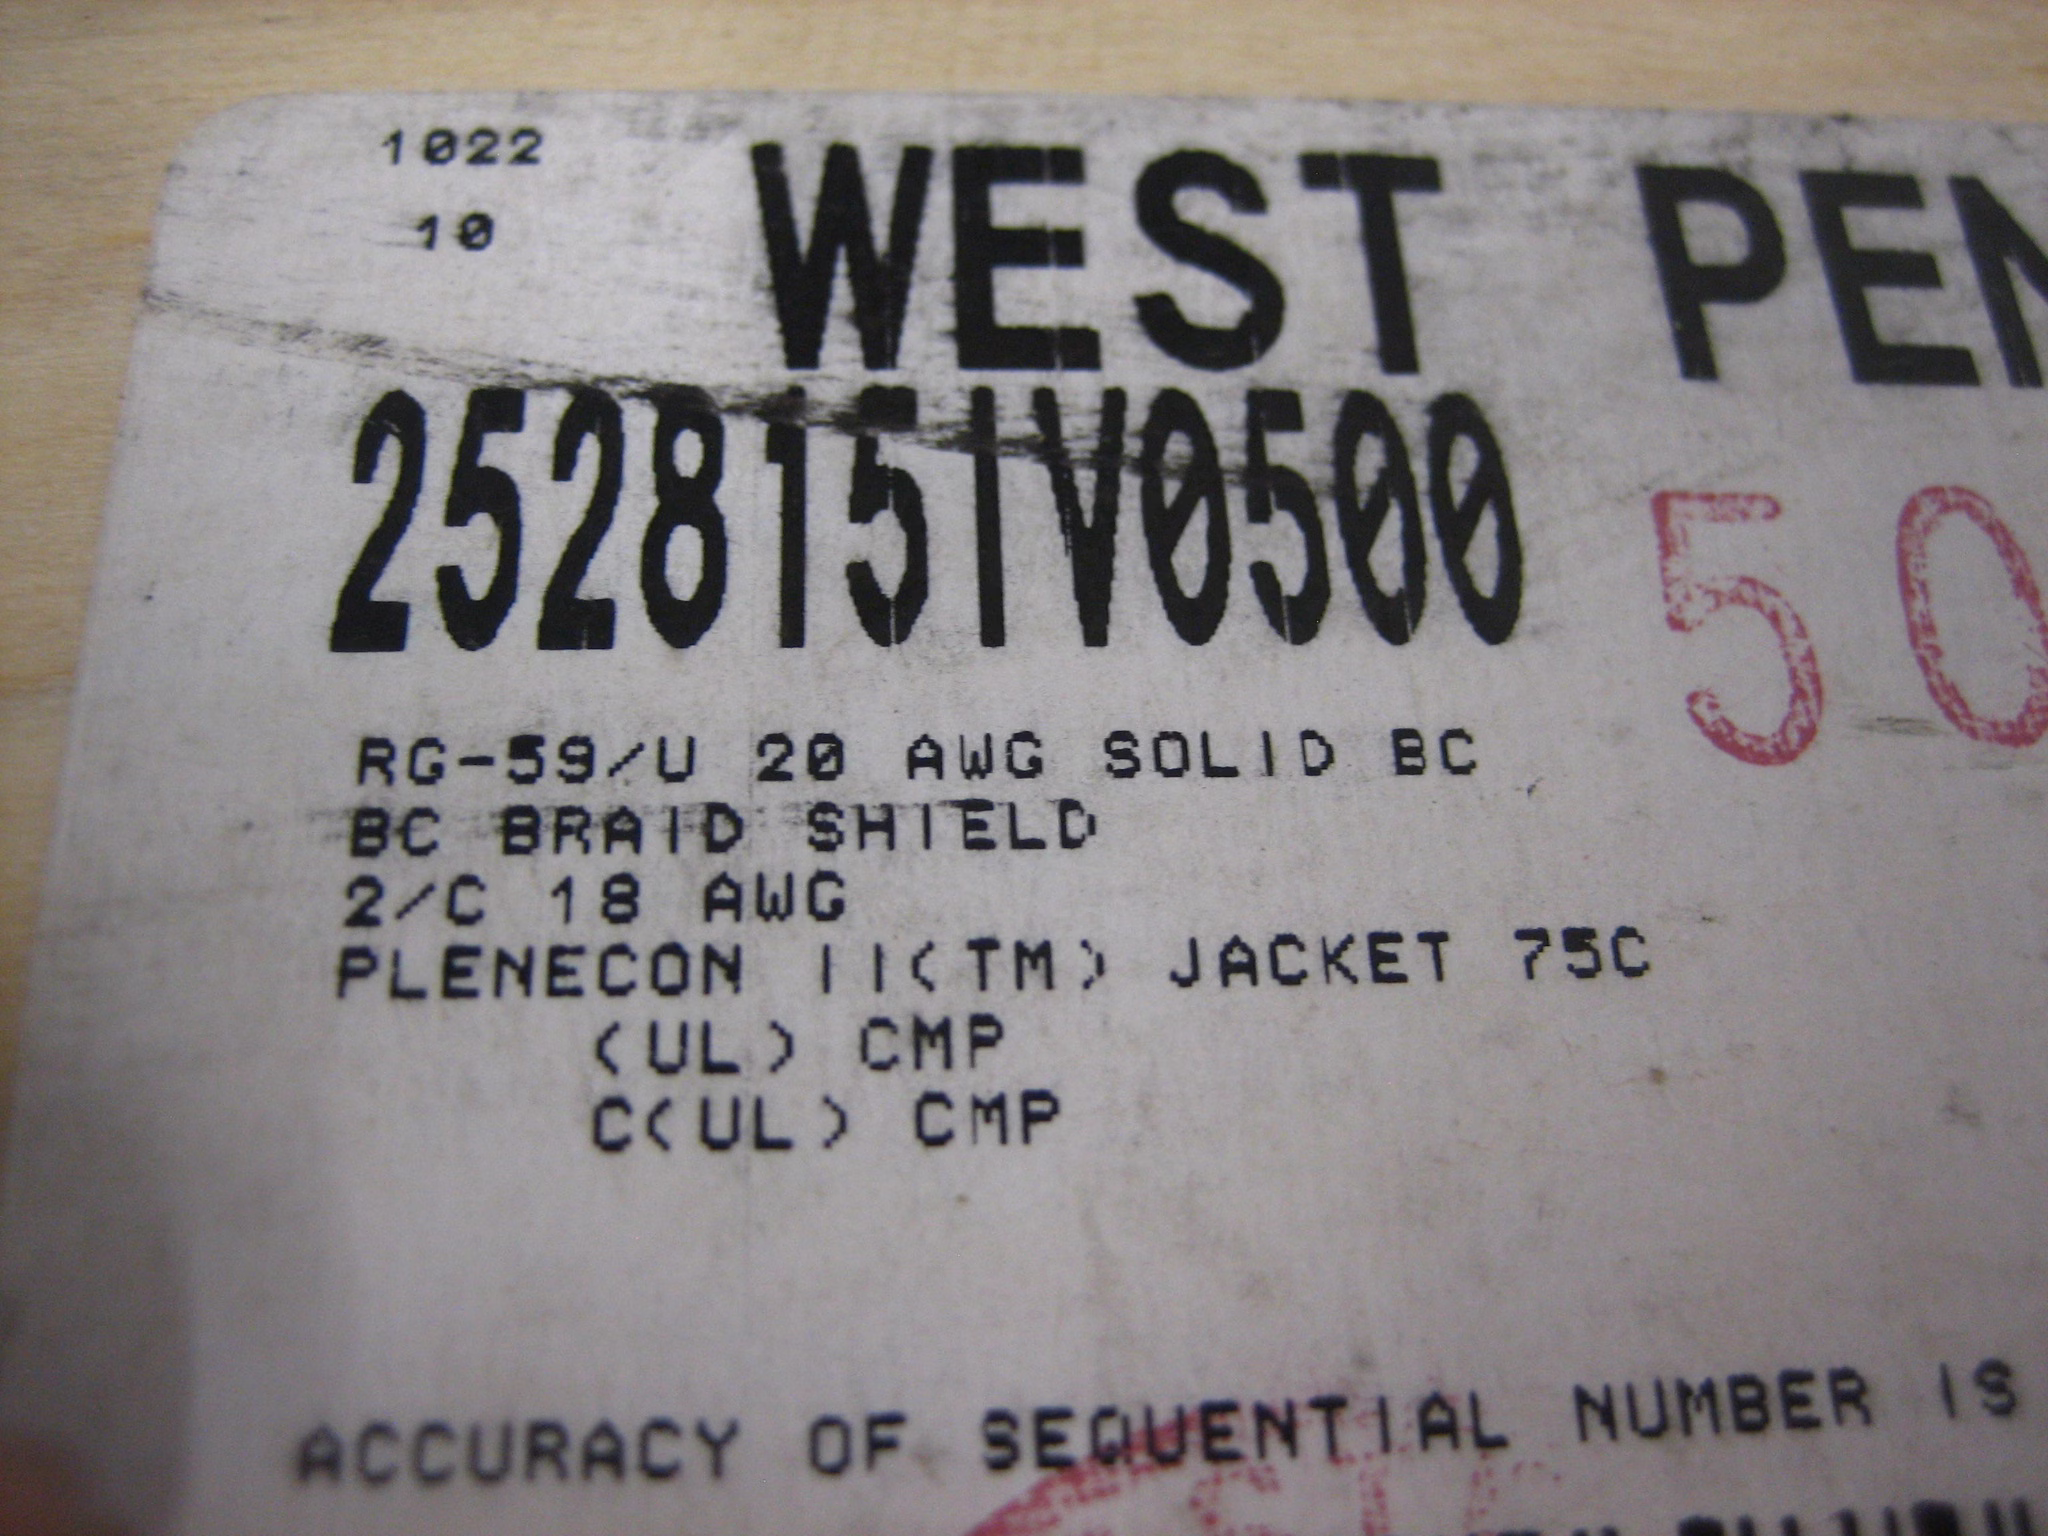 1022
10
WEST PEN
2528151V0500
50
RG-59/U 20 AWG SOLID BC
BC BRAID SHIELD
2/C 18 AWG
PLENECON II(TM) JACKET 75C
(UL) CMP
C(UL) CMP
ACCURACY OF SEQUENTIAL NUMBER IS